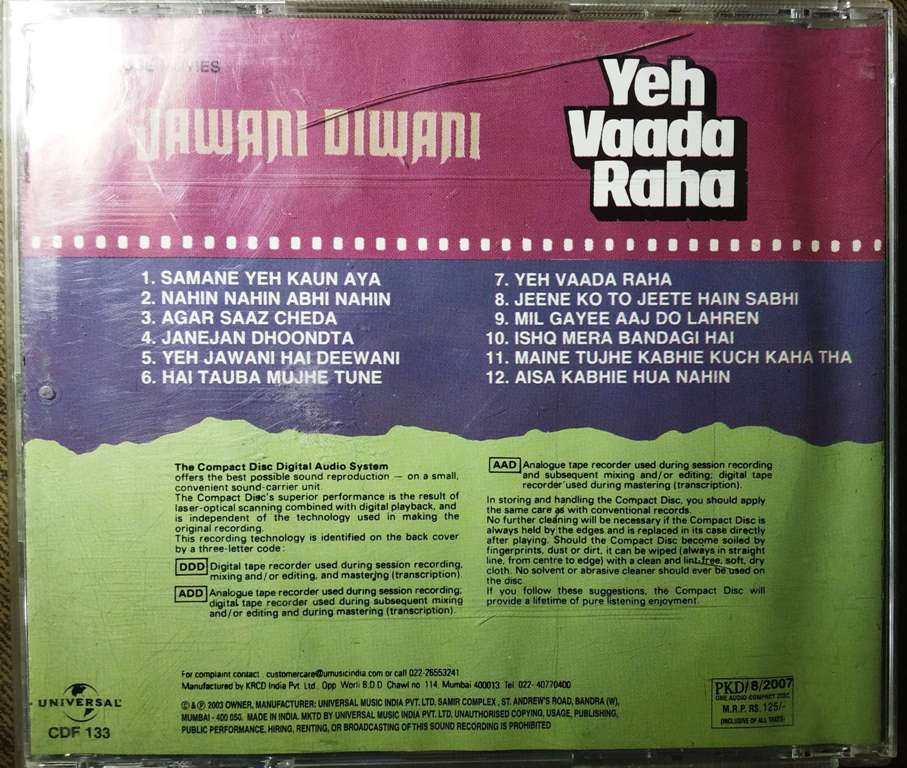 JAWANI DIWANI
Yeh
Vaada
Raha
1. SAMANE YEH KAUN AYA
2. NAHIN NAHIN ABHI NAHIN
3. AGAR SAAZ CHEDA
4. JANEJAN DHOONDTA
5. YEH JAWANI HAI DEEWANI
6. HAI TAUBA MUJHE TUNE
7. YEH VAADA RAHA
8. JEENE KO TO JEETE HAIN SABHI
9. MIL GAYEE AAJ DO LAHREN
10. ISHQ MERA BANDAGI HAI
11. MAINE TUJHE KABHIE KUCH KAHA THA
12. AISA KABHIE HUA NAHIN
The Compact Disc Digital Audio System
offers the best possible sound reproduction — on a small,
convenient sound-carrier unit.
The Compact Disc's superior performance is the result of
laser-optical scanning combined with digital playback, and
is independent of the technology used in making the
original recording.
This recording technology is identified on the back cover
by a three-letter code:
DDD Digital tape recorder used during session recording,
mixing and/or editing, and mastering (transcription).
ADD Analogue tape recorder used during session recording;
digital tape recorder used during subsequent mixing
and/or editing and during mastering (transcription).
AAD Analogue tape recorder used during session recording
and subsequent mixing and/or editing; digital tape
recorder used during mastering (transcription).
In storing and handling the Compact Disc, you should apply
the same care as with conventional records.
No further cleaning will be necessary if the Compact Disc is
always held by the edges and is replaced in its case directly
after playing. Should the Compact Disc become soiled by
fingerprints, dust or dirt, it can be wiped (always in straight
line, from centre to edge) with a clean and lint-free, soft, dry
cloth. No solvent or abrasive cleaner should ever be used on
the disc.
If you follow these suggestions, the Compact Disc will
provide a lifetime of pure listening enjoyment.
For complaint contact : customercare@umusicindia.com or call 022-26553241
Manufactured by KRCD India Pvt. Ltd. Opp Worli B.D.D Chawl no. 114, Mumbai 400013. Tel. 022- 40770400
© & ℗ 2003 OWNER, MANUFACTURER: UNIVERSAL MUSIC INDIA PVT. LTD. SAMIR COMPLEX, ST. ANDREW'S ROAD, BANDRA (W),
MUMBAI - 400 050. MADE IN INDIA. MKTD BY UNIVERSAL MUSIC INDIA PVT. LTD. UNAUTHORISED COPYING, USAGE, PUBLISHING,
PUBLIC PERFORMANCE, HIRING, RENTING, OR BROADCASTING OF THIS SOUND RECORDING IS PROHIBITED
UNIVERSAL
CDF 133
PKD/8/2007
ONE AUDIO COMPACT DISC
M.R.P. RS. 125/-
(INCLUSIVE OF ALL TAXES)